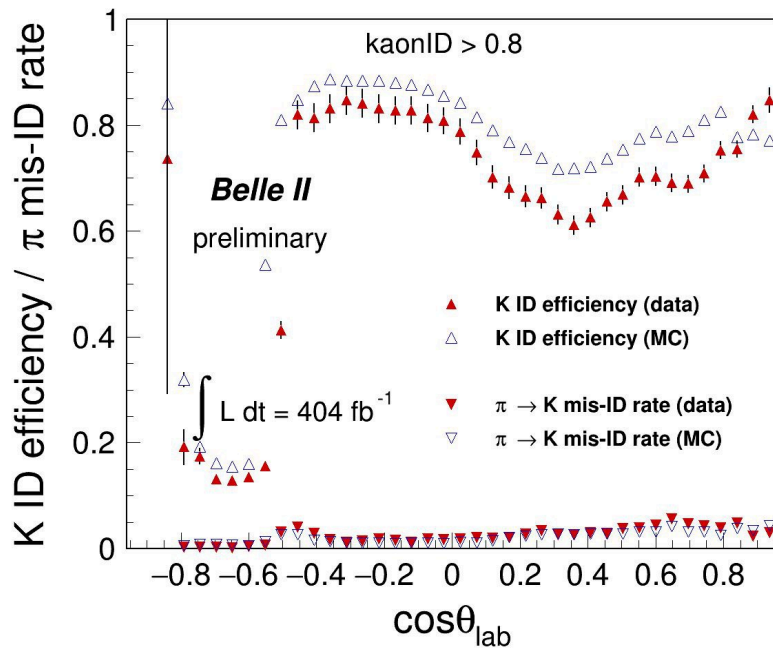 kaonID > 0.8
Belle II
preliminary
∫ L dt = 404 fb⁻¹
K ID efficiency (data)
K ID efficiency (MC)
π → K mis-ID rate (data)
π → K mis-ID rate (MC)
K ID efficiency / π mis-ID rate
1
0.8
0.6
0.4
0.2
0
−0.8 −0.6 −0.4 −0.2 0 0.2 0.4 0.6 0.8
cosθ_lab